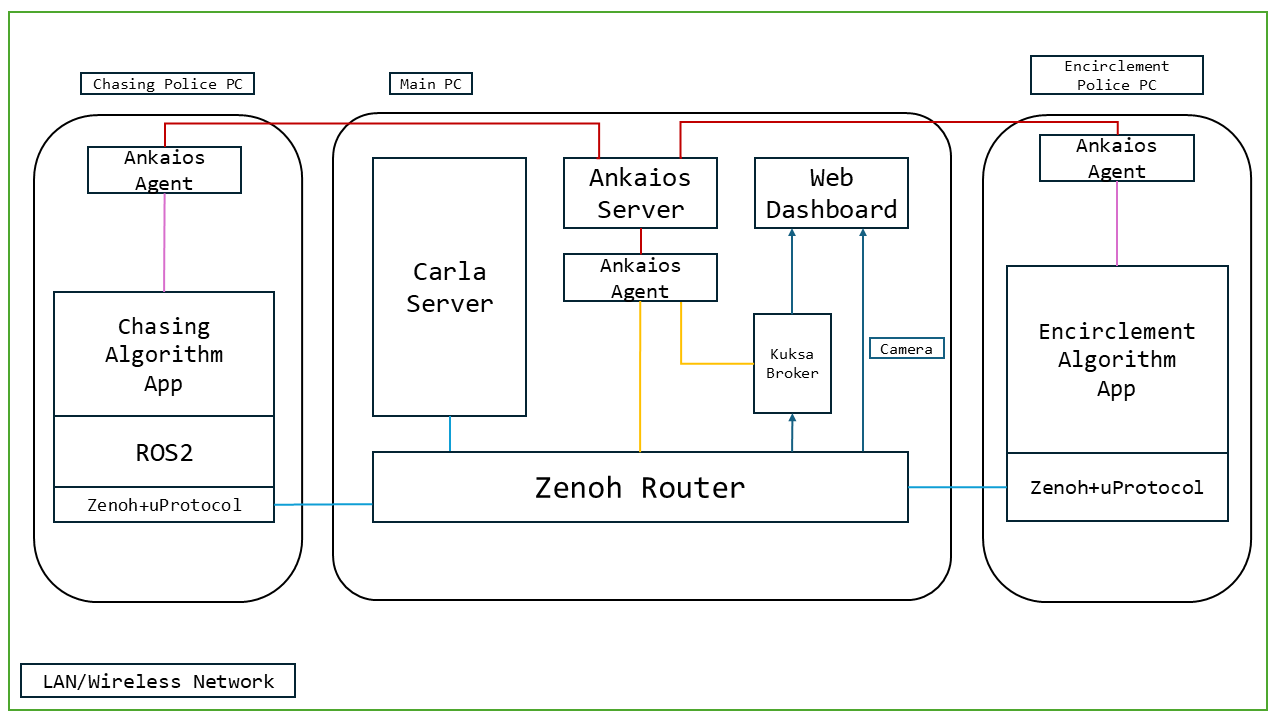 Chasing Police PC
Main PC
Encirclement
Police PC
Ankaios
Agent
Chasing
Algorithm
App
ROS2
Zenoh+uProtocol
Carla
Server
Ankaios
Server
Ankaios
Agent
Web
Dashboard
Kuksa
Broker
Camera
Zenoh Router
Ankaios
Agent
Encirclement
Algorithm
App
Zenoh+uProtocol
LAN/Wireless Network